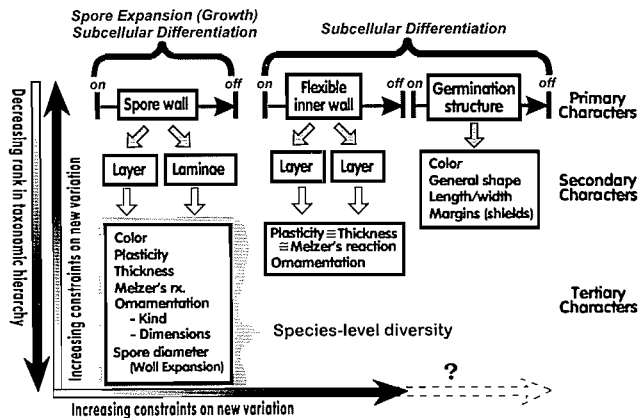 Spore Expansion (Growth)
Subcellular Differentiation
Subcellular Differentiation
on
off
on
off
on
off
Spore wall
Flexible
inner wall
Germination
structure
Primary
Characters
Layer
Laminae
Layer
Layer
Color
General shape
Length/width
Margins (shields)
Secondary
Characters
Color
Plasticity
Thickness
Melzer's rx.
Ornamentation
- Kind
- Dimensions
Spore diameter
(Wall Expansion)
Plasticity ≡ Thickness
≅ Melzer's reaction
Ornamentation
Tertiary
Characters
Species-level diversity
?
Decreasing rank in taxonomic hierarchy
Increasing constraints on new variation
Increasing constraints on new variation